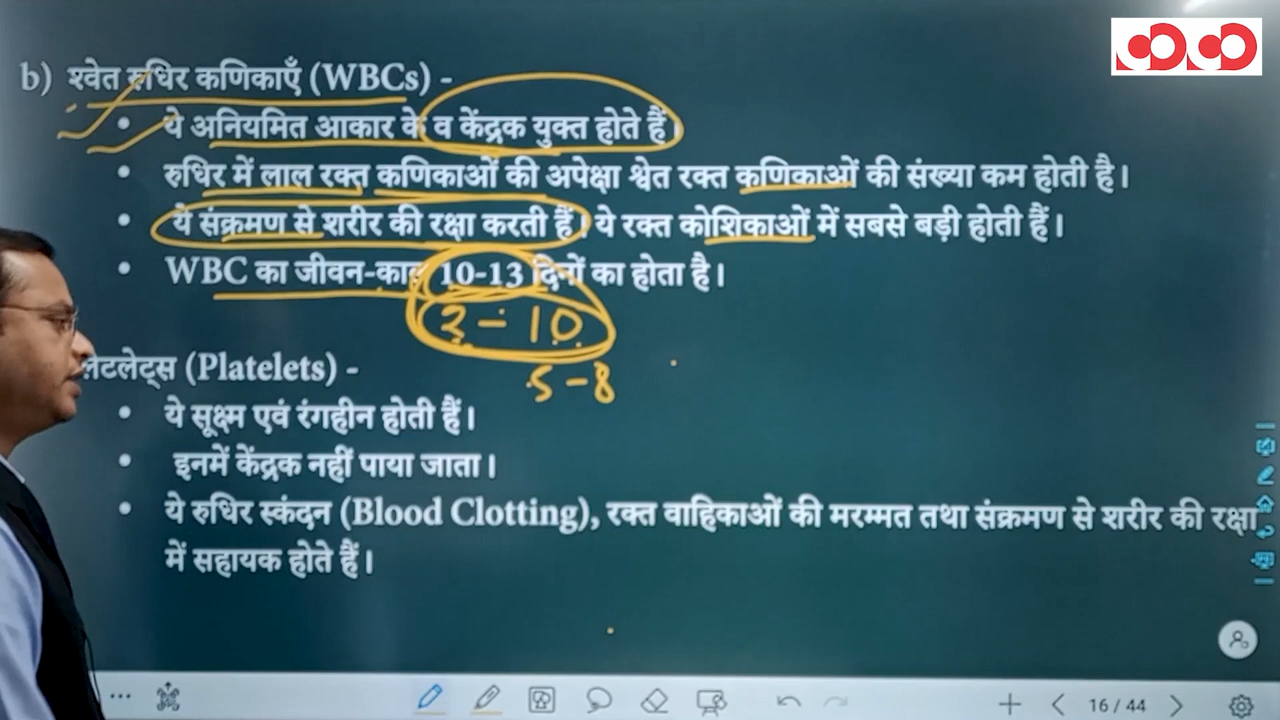 b) श्वेत रुधिर कणिकाएँ (WBCs) -
• ये अनियमित आकार के व केंद्रक युक्त होते हैं।
• रुधिर में लाल रक्त कणिकाओं की अपेक्षा श्वेत रक्त कणिकाओं की संख्या कम होती है।
• ये संक्रमण से शरीर की रक्षा करती हैं। ये रक्त कोशिकाओं में सबसे बड़ी होती हैं।
• WBC का जीवन-काल 10-13 दिनों का होता है।
2 - 10
5 - 8
लेटलेट्स (Platelets) -
• ये सूक्ष्म एवं रंगहीन होती हैं।
• इनमें केंद्रक नहीं पाया जाता।
• ये रुधिर स्कंदन (Blood Clotting), रक्त वाहिकाओं की मरम्मत तथा संक्रमण से शरीर की रक्षा
में सहायक होते हैं।
16 / 44